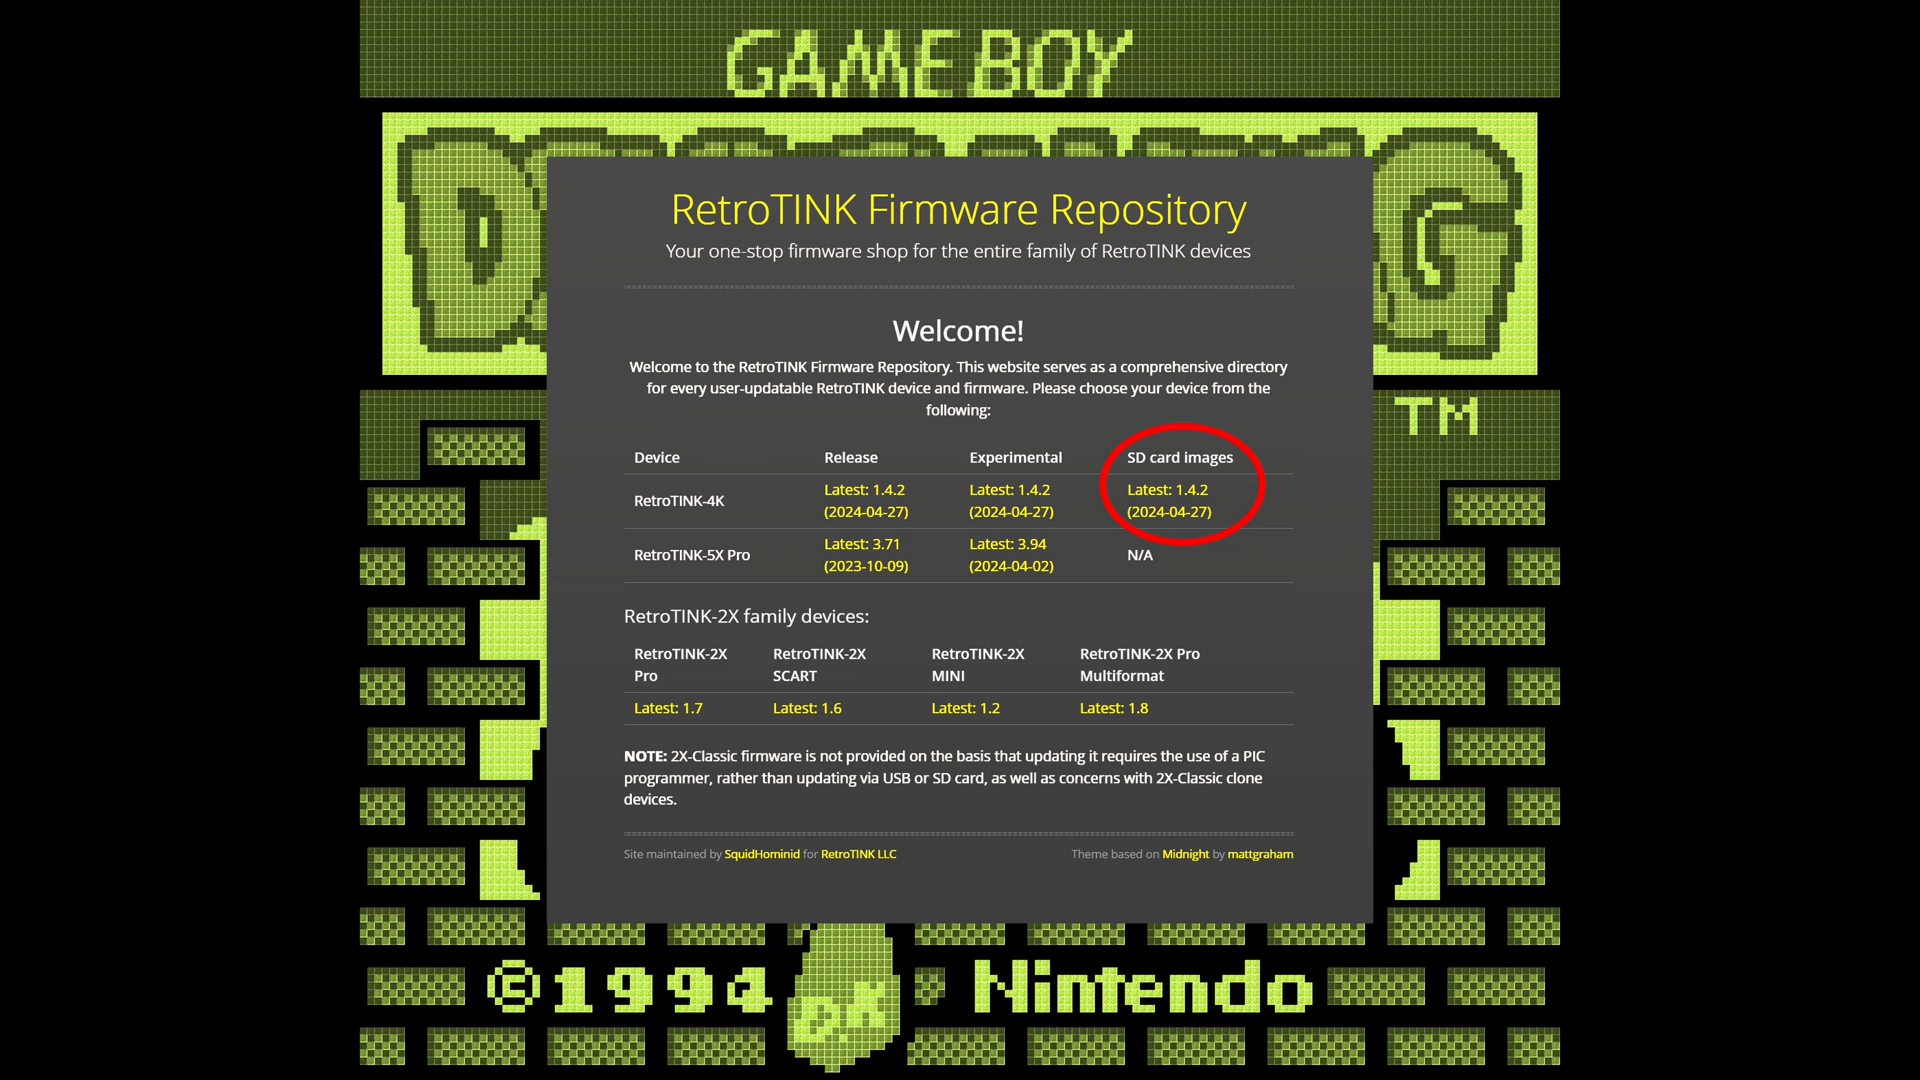 GAME BOY
RetroTINK Firmware Repository
Your one-stop firmware shop for the entire family of RetroTINK devices
Welcome!
Welcome to the RetroTINK Firmware Repository. This website serves as a comprehensive directory
for every user-updatable RetroTINK device and firmware. Please choose your device from the
following:
TM
Device Release Experimental SD card images
RetroTINK-4K Latest: 1.4.2 (2024-04-27) Latest: 1.4.2 (2024-04-27) Latest: 1.4.2 (2024-04-27)
RetroTINK-5X Pro Latest: 3.71 (2023-10-09) Latest: 3.94 (2024-04-02) N/A
RetroTINK-2X family devices:
RetroTINK-2X Pro RetroTINK-2X SCART RetroTINK-2X MINI RetroTINK-2X Pro Multiformat
Latest: 1.7 Latest: 1.6 Latest: 1.2 Latest: 1.8
NOTE: 2X-Classic firmware is not provided on the basis that updating it requires the use of a PIC
programmer, rather than updating via USB or SD card, as well as concerns with 2X-Classic clone
devices.
Site maintained by SquidHominid for RetroTINK LLC Theme based on Midnight by mattgraham
©1994 Nintendo